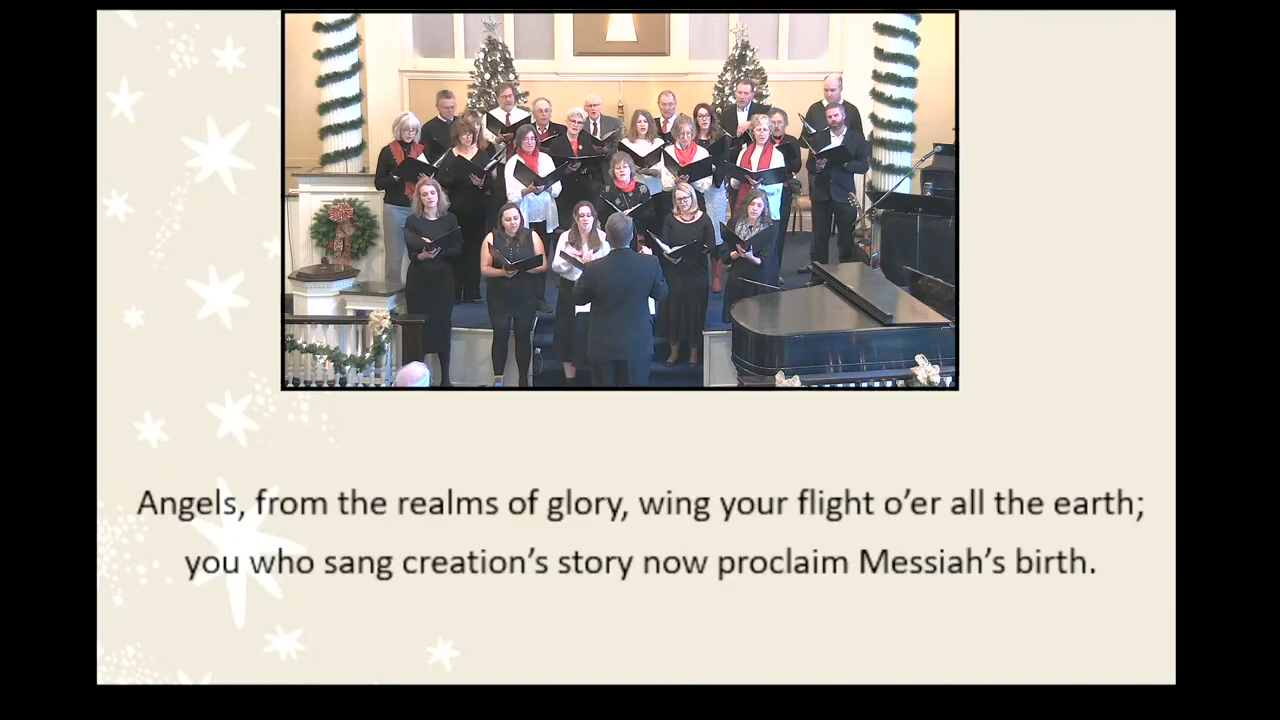 Angels, from the realms of glory, wing your flight o’er all the earth;
you who sang creation’s story now proclaim Messiah’s birth.